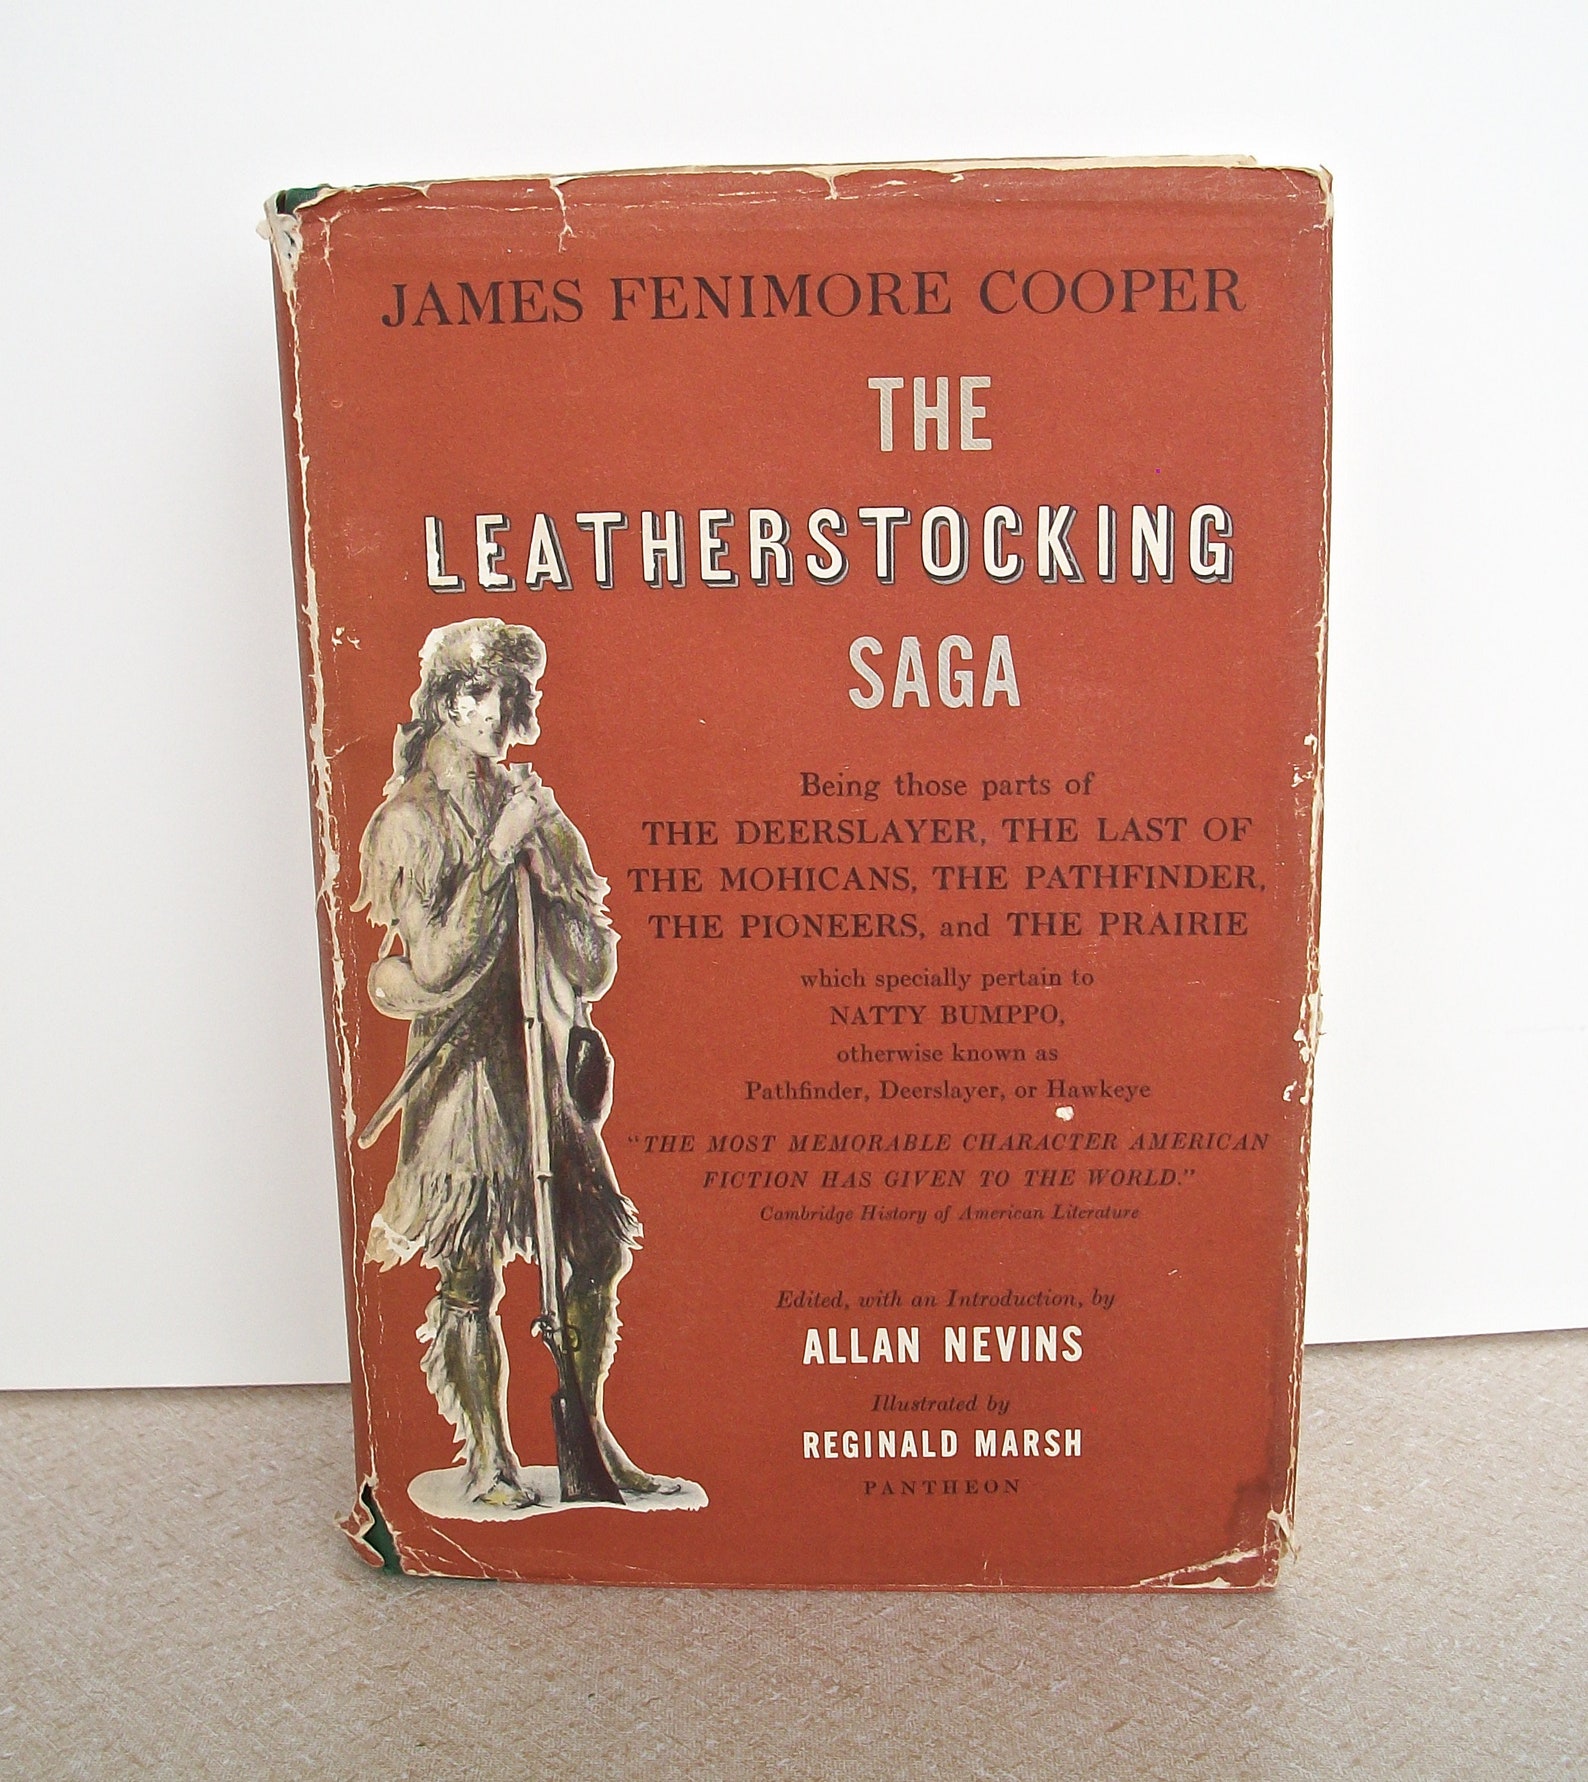 JAMES FENIMORE COOPER
THE
LEATHERSTOCKING
SAGA
Being those parts of
THE DEERSLAYER, THE LAST OF
THE MOHICANS, THE PATHFINDER,
THE PIONEERS, and THE PRAIRIE
which specially pertain to
NATTY BUMPPO,
otherwise known as
Pathfinder, Deerslayer, or Hawkeye
"THE MOST MEMORABLE CHARACTER AMERICAN
FICTION HAS GIVEN TO THE WORLD."
Cambridge History of American Literature
Edited, with an Introduction, by
ALLAN NEVINS
Illustrated by
REGINALD MARSH
PANTHEON